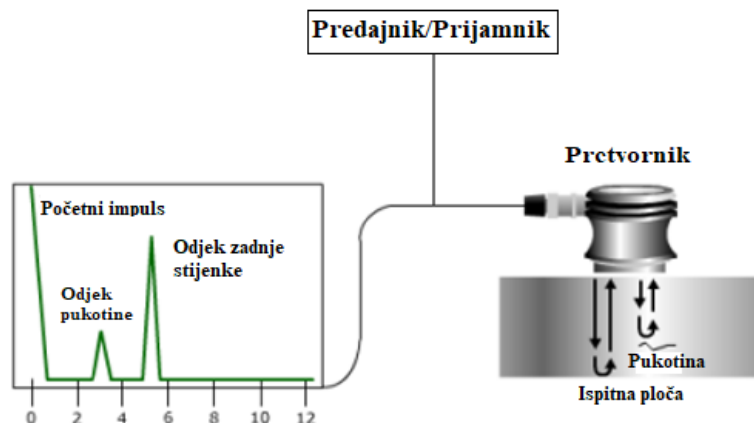 Predajnik/Prijamnik
Pretvornik
Početni impuls
Odjek zadnje
stijenke
Odjek
pukotine
Pukotina
Ispitna ploča
0 2 4 6 8 10 12